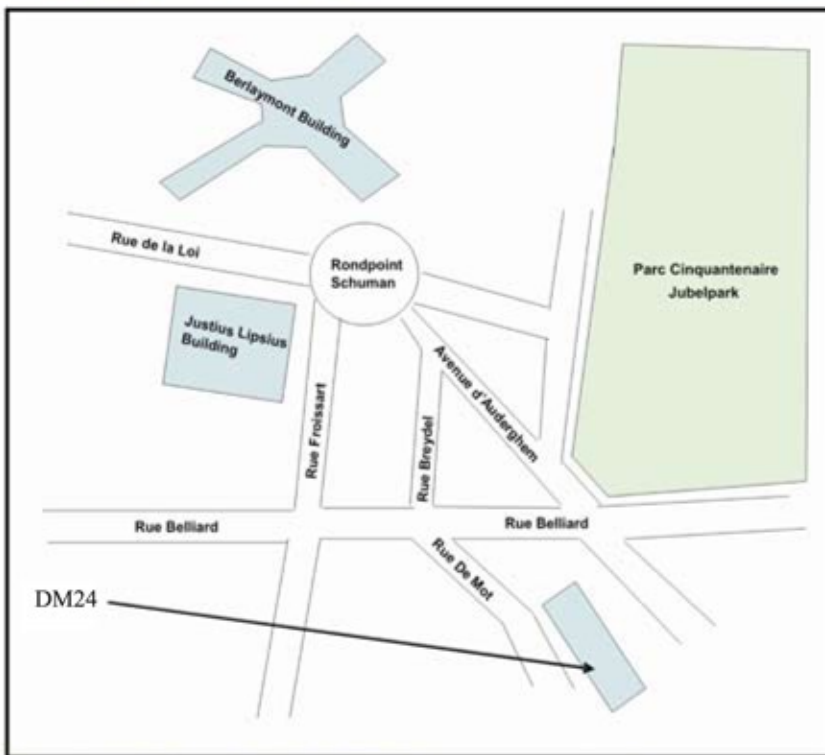 Berlaymont Building
Rue de la Loi
Rondpoint
Schuman
Parc Cinquantenaire
Jubelpark
Justius Lipsius
Building
Rue Froissart
Rue Breydel
Avenue d'Auderghem
Rue Belliard
Rue Belliard
Rue De Mot
DM24